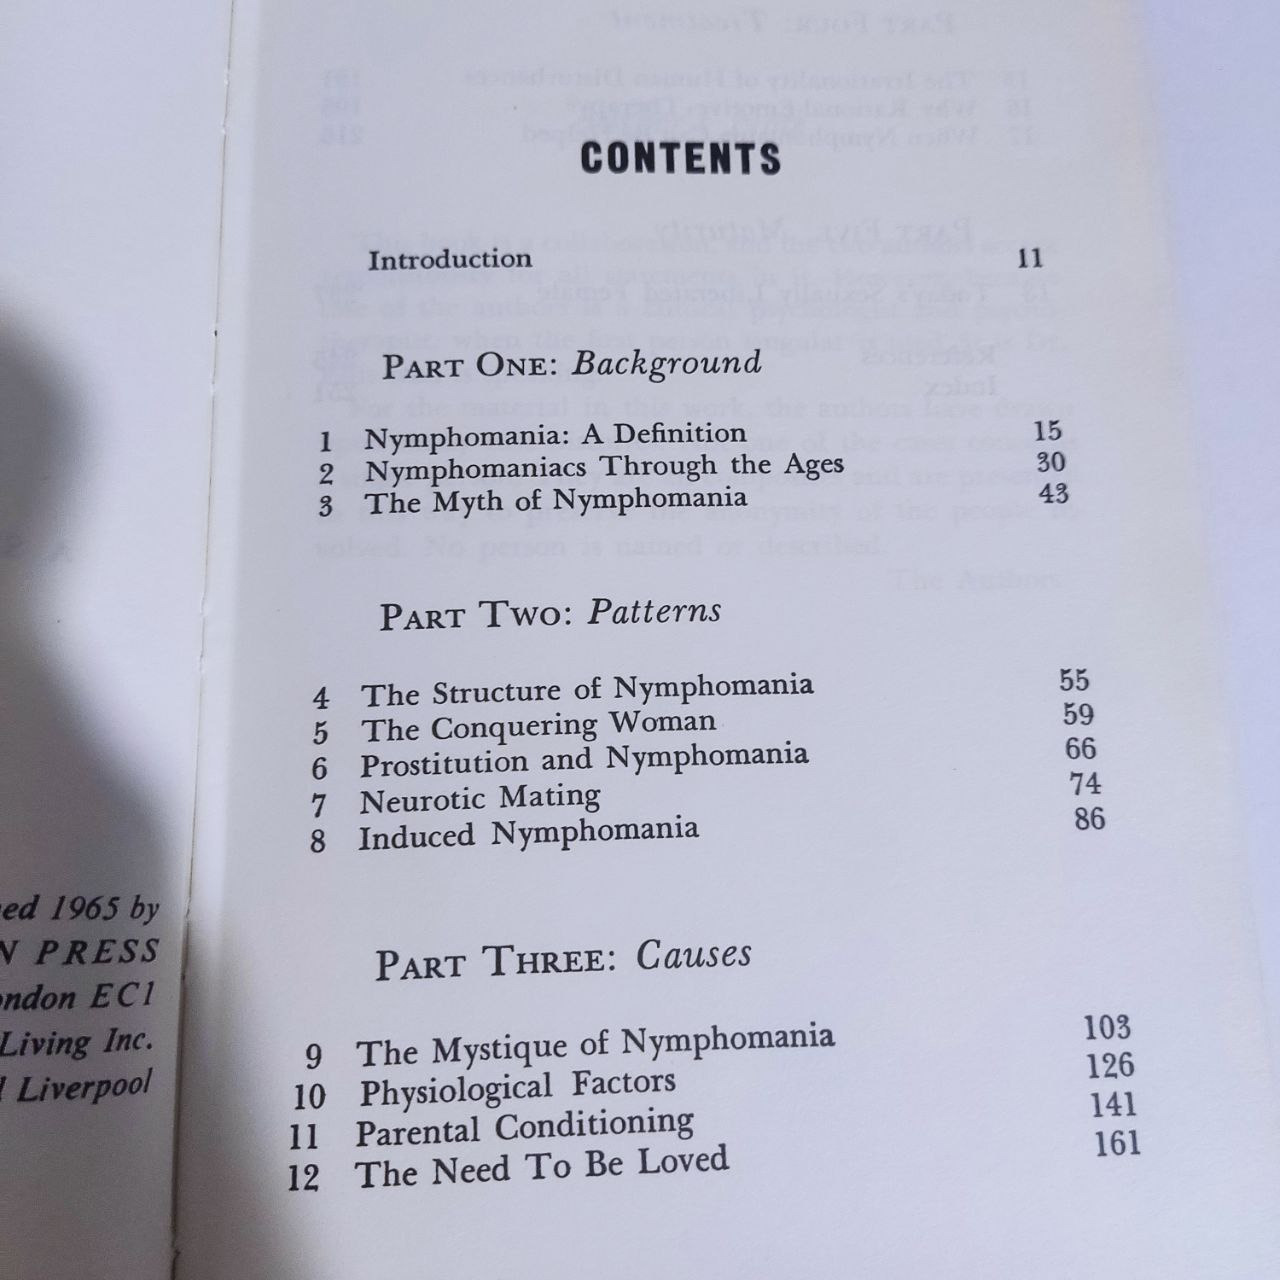 ed 1965 by
N PRESS
ondon EC1
Living Inc.
Liverpool
CONTENTS
Introduction 11
PART ONE: Background
1 Nymphomania: A Definition 15
2 Nymphomaniacs Through the Ages 30
3 The Myth of Nymphomania 43
PART TWO: Patterns
4 The Structure of Nymphomania 55
5 The Conquering Woman 59
6 Prostitution and Nymphomania 66
7 Neurotic Mating 74
8 Induced Nymphomania 86
PART THREE: Causes
9 The Mystique of Nymphomania 103
10 Physiological Factors 126
11 Parental Conditioning 141
12 The Need To Be Loved 161